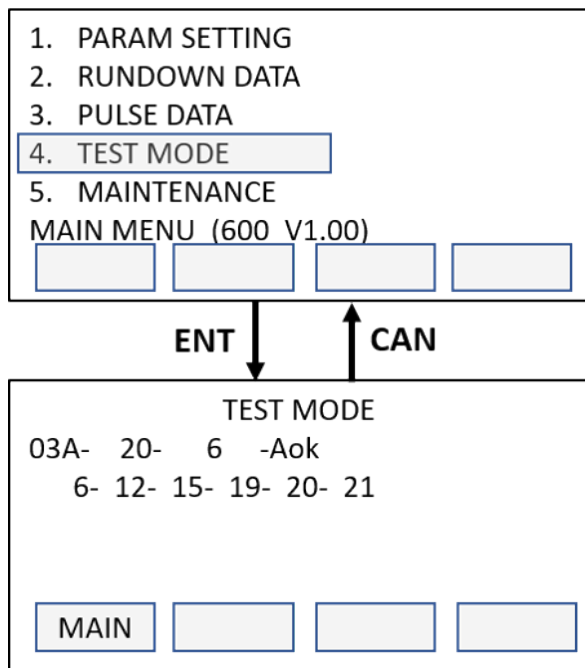 1. PARAM SETTING
2. RUNDOWN DATA
3. PULSE DATA
4. TEST MODE
5. MAINTENANCE
MAIN MENU (600 V1.00)
ENT CAN
TEST MODE
03A- 20- 6 -Aok
6- 12- 15- 19- 20- 21
MAIN